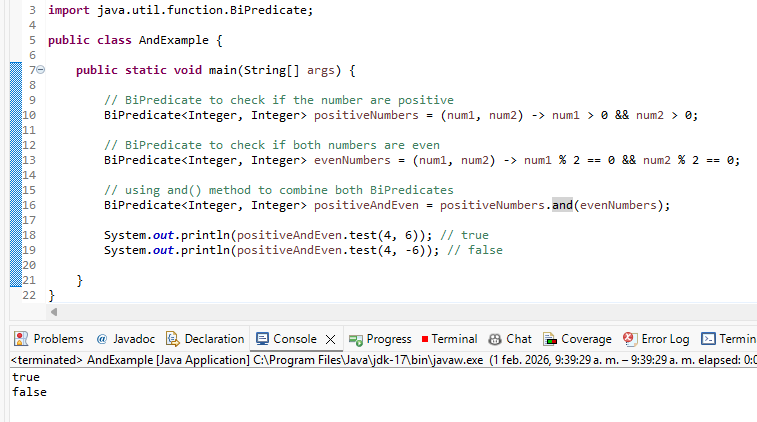 3 import java.util.function.BiPredicate;
4
5 public class AndExample {
6
7 public static void main(String[] args) {
8
9 // BiPredicate to check if the number are positive
10 BiPredicate<Integer, Integer> positiveNumbers = (num1, num2) -> num1 > 0 && num2 > 0;
11
12 // BiPredicate to check if both numbers are even
13 BiPredicate<Integer, Integer> evenNumbers = (num1, num2) -> num1 % 2 == 0 && num2 % 2 == 0;
14
15 // using and() method to combine both BiPredicates
16 BiPredicate<Integer, Integer> positiveAndEven = positiveNumbers.and(evenNumbers);
17
18 System.out.println(positiveAndEven.test(4, 6)); // true
19 System.out.println(positiveAndEven.test(4, -6)); // false
20
21 }
22 }
Problems @ Javadoc Declaration Console Progress Terminal Chat Coverage Error Log Termin
<terminated> AndExample [Java Application] C:\Program Files\Java\jdk-17\bin\javaw.exe (1 feb. 2026, 9:39:29 a. m. – 9:39:29 a. m. elapsed: 0:0
true
false